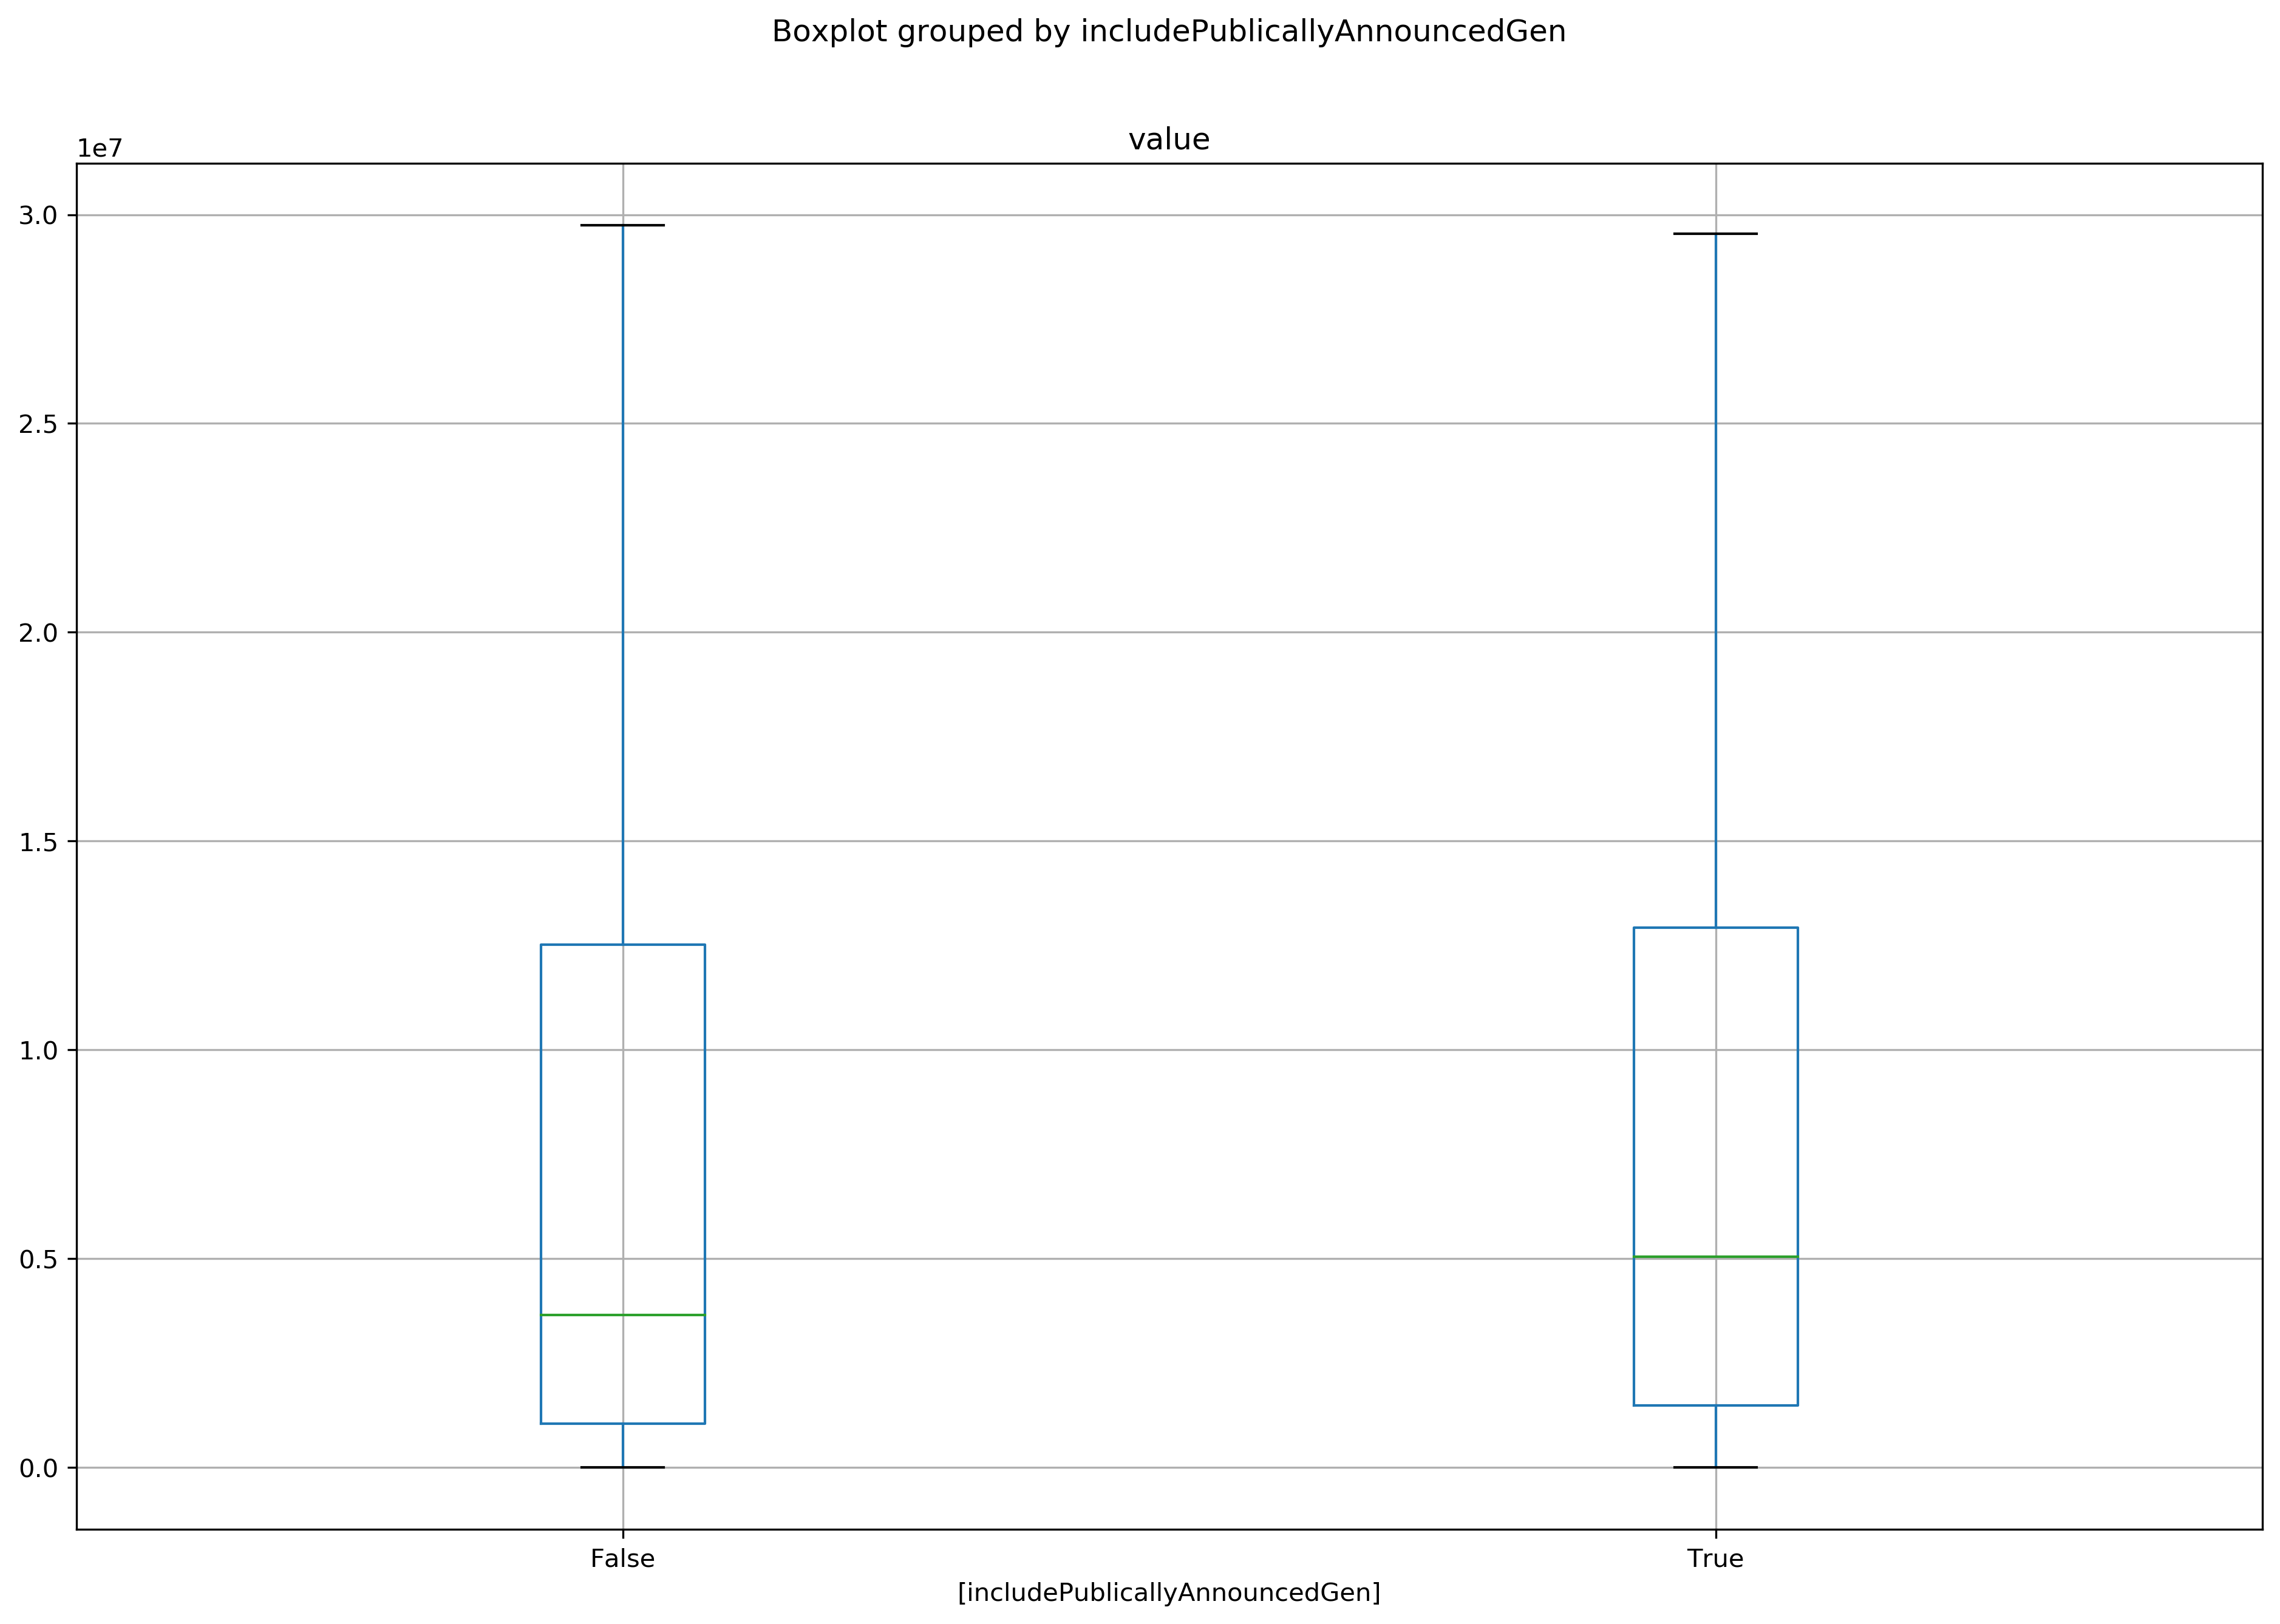 Boxplot grouped by includePublicallyAnnouncedGen
value
1e7
3.0
2.5
2.0
1.5
1.0
0.5
0.0
False True
[includePublicallyAnnouncedGen]